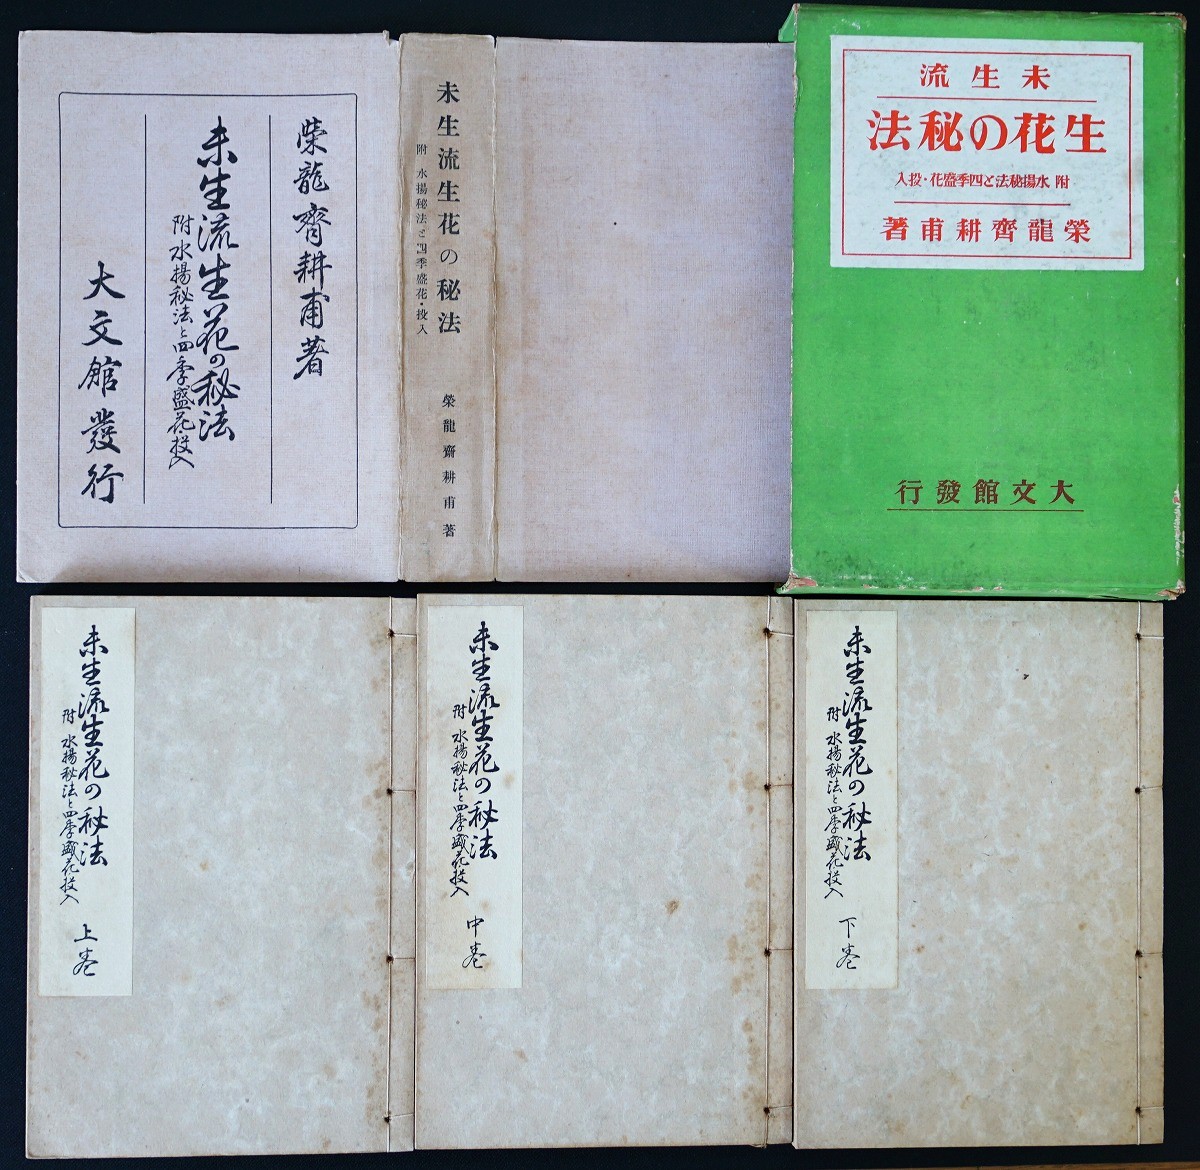 榮龍齊耕甫著
未生流生花の秘法
附水揚秘法と四季盛花・投入
大文館發行
未生流生花の秘法
附 水揚秘法と四季盛花・投入
榮龍齋耕甫著
未生流
生花の秘法
附 水揚秘法と四季盛花・投入
榮龍齊耕甫著
大文館發行
未生流生花の秘法
附 水揚秘法と四季盛花投入
上巻
未生流生花の秘法
附 水揚秘法と四季盛花投入
中巻
未生流生花の秘法
附 水揚秘法と四季盛花投入
下巻